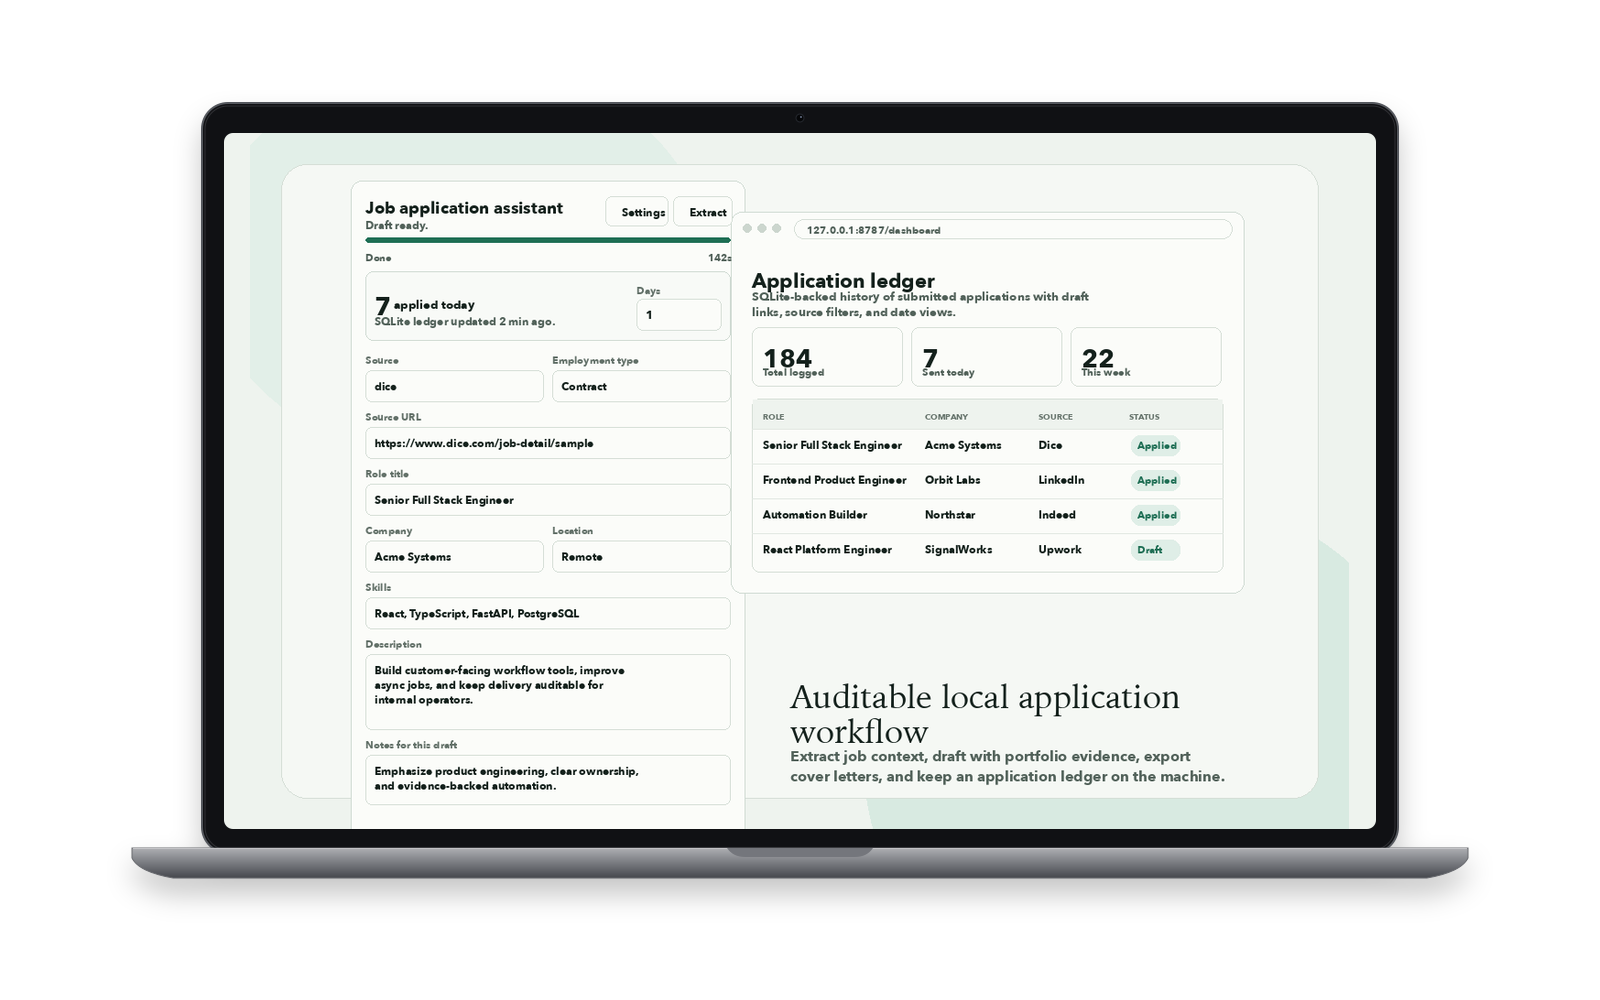 Job application assistant
Settings
Extract
Draft ready.
Done
142s
7 applied today
SQLite ledger updated 2 min ago.
Days
1
Source
Employment type
dice
Contract
Source URL
https://www.dice.com/job-detail/sample
Role title
Senior Full Stack Engineer
Company
Location
Acme Systems
Remote
Skills
React, TypeScript, FastAPI, PostgreSQL
Description
Build customer-facing workflow tools, improve
async jobs, and keep delivery auditable for
internal operators.
Notes for this draft
Emphasize product engineering, clear ownership,
and evidence-backed automation.
127.0.0.1:8787/dashboard
Application ledger
SQLite-backed history of submitted applications with draft
links, source filters, and date views.
184
Total logged
7
Sent today
22
This week
ROLE COMPANY SOURCE STATUS
Senior Full Stack Engineer Acme Systems Dice Applied
Frontend Product Engineer Orbit Labs LinkedIn Applied
Automation Builder Northstar Indeed Applied
React Platform Engineer SignalWorks Upwork Draft
Auditable local application
workflow
Extract job context, draft with portfolio evidence, export
cover letters, and keep an application ledger on the machine.